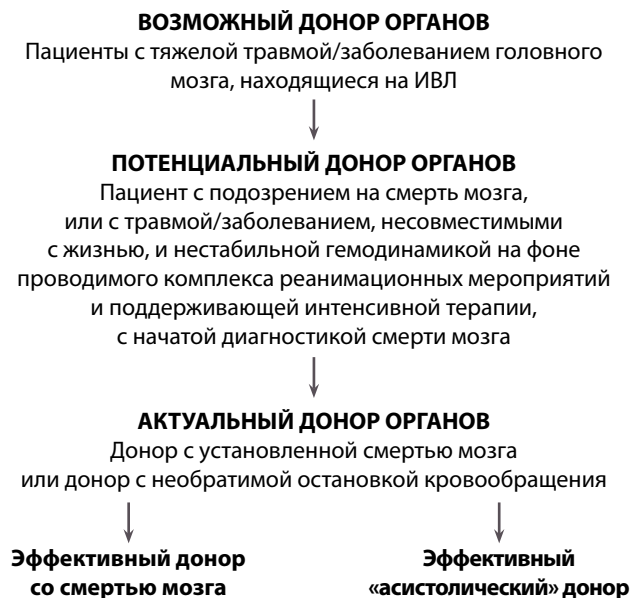 ВОЗМОЖНЫЙ ДОНОР ОРГАНОВ
Пациенты с тяжелой травмой/заболеванием головного
мозга, находящиеся на ИВЛ
ПОТЕНЦИАЛЬНЫЙ ДОНОР ОРГАНОВ
Пациент с подозрением на смерть мозга,
или с травмой/заболеванием, несовместимыми
с жизнью, и нестабильной гемодинамикой на фоне
проводимого комплекса реанимационных мероприятий
и поддерживающей интенсивной терапии,
с начатой диагностикой смерти мозга
АКТУАЛЬНЫЙ ДОНОР ОРГАНОВ
Донор с установленной смертью мозга
или донор с необратимой остановкой кровообращения
Эффективный донор
со смертью мозга
Эффективный
«асистолический» донор